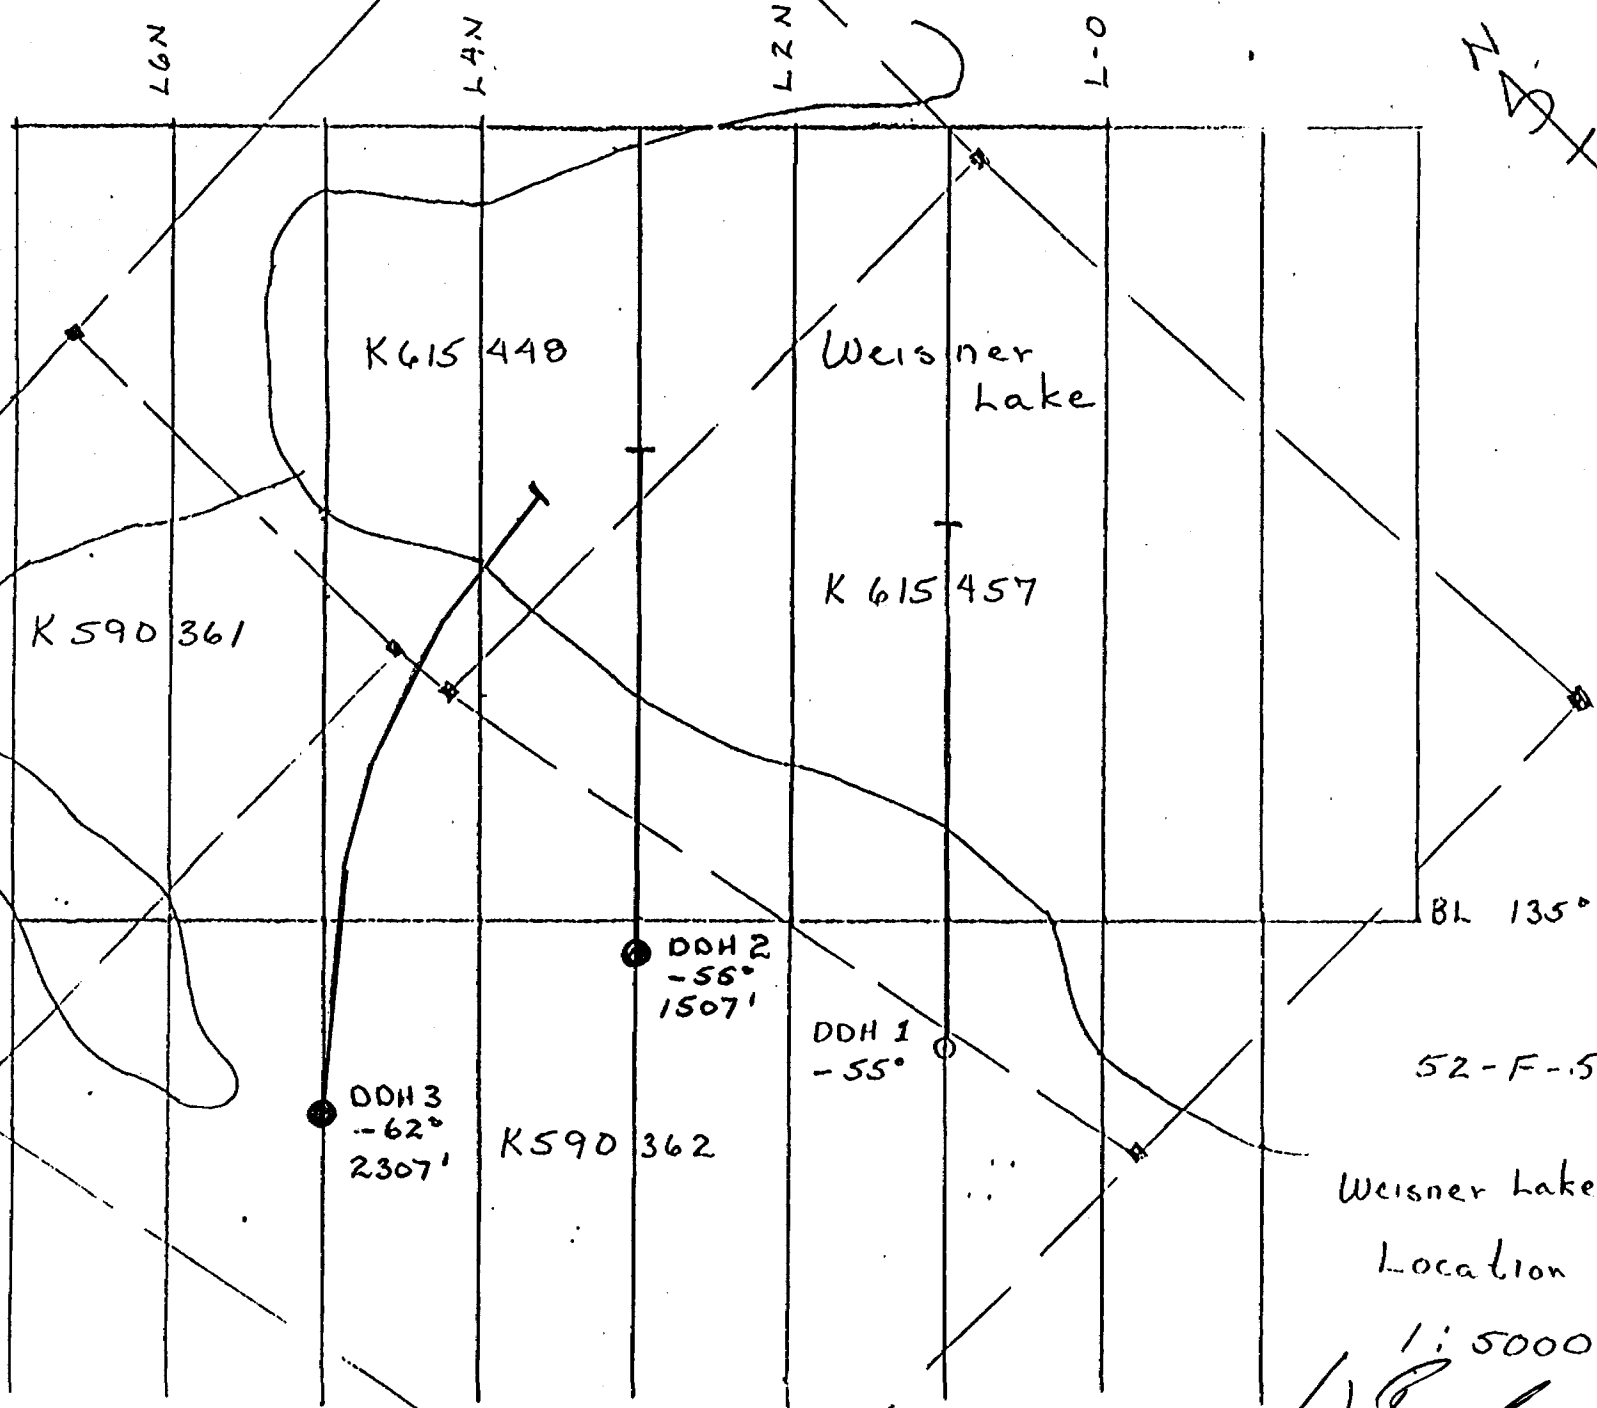 L6N
L4N
L2N
L-0
N
K615 448
Weisner
Lake
K 615 457
K 590 361
BL 135°
DDH 2
-55°
1507'
DDH 1
-55°
52-F-.5
DDH 3
-62°
2307'
K590 362
Weisner Lake
Location
1:5000